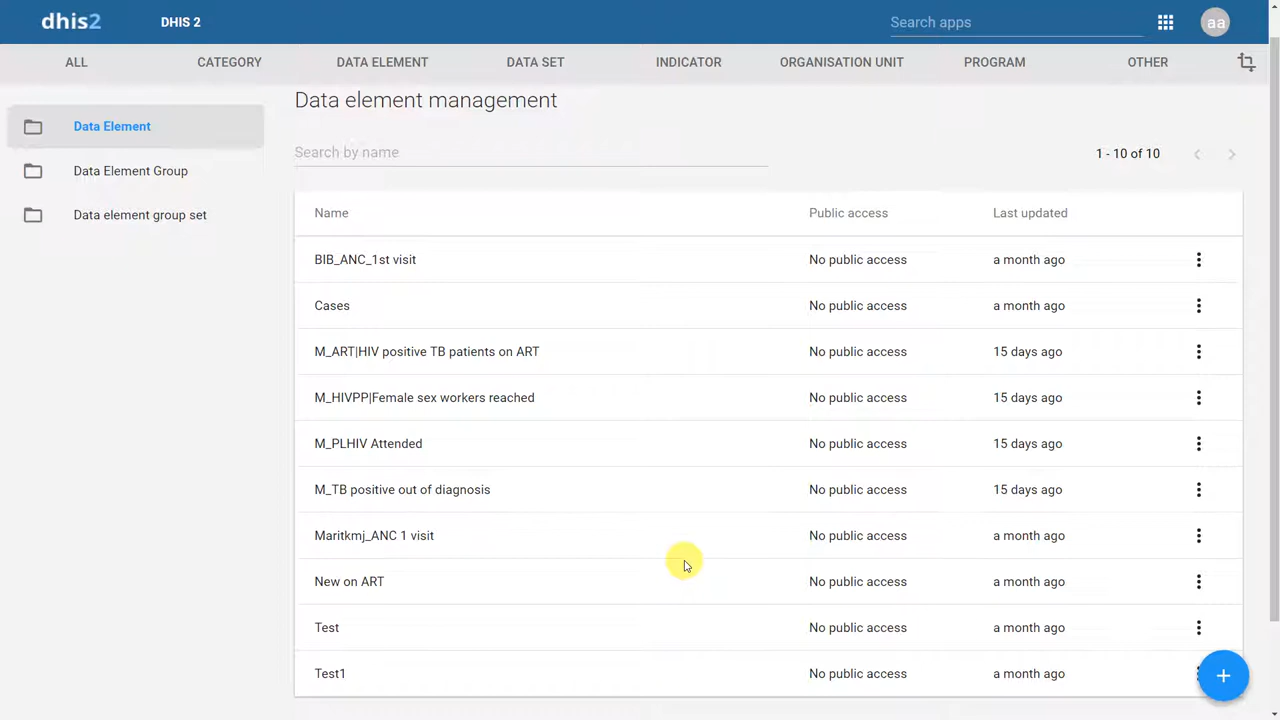 dhis2 DHIS 2 Search apps aa
ALL CATEGORY DATA ELEMENT DATA SET INDICATOR ORGANISATION UNIT PROGRAM OTHER
Data Element
Data Element Group
Data element group set
Data element management
Search by name 1 - 10 of 10
Name Public access Last updated
BIB_ANC_1st visit No public access a month ago
Cases No public access a month ago
M_ART|HIV positive TB patients on ART No public access 15 days ago
M_HIVPP|Female sex workers reached No public access 15 days ago
M_PLHIV Attended No public access 15 days ago
M_TB positive out of diagnosis No public access 15 days ago
Maritkmj_ANC 1 visit No public access a month ago
New on ART No public access a month ago
Test No public access a month ago
Test1 No public access a month ago